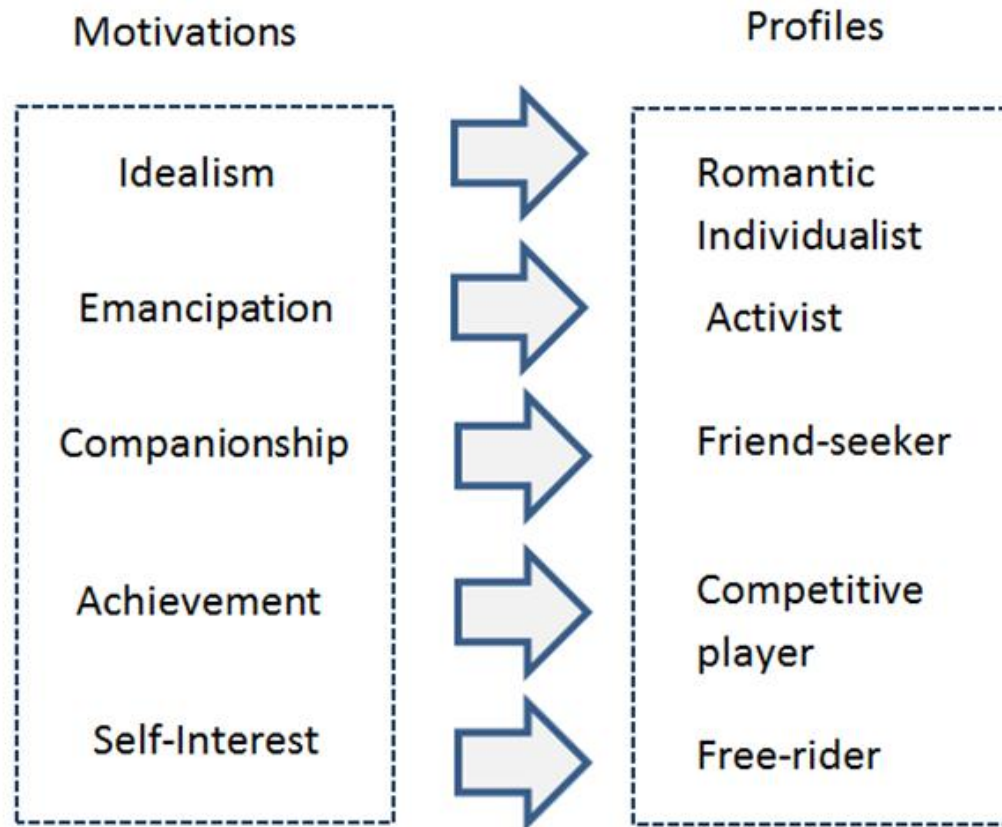 Motivations
Profiles
Idealism
Romantic
Individualist
Emancipation
Activist
Companionship
Friend-seeker
Achievement
Competitive
player
Self-Interest
Free-rider